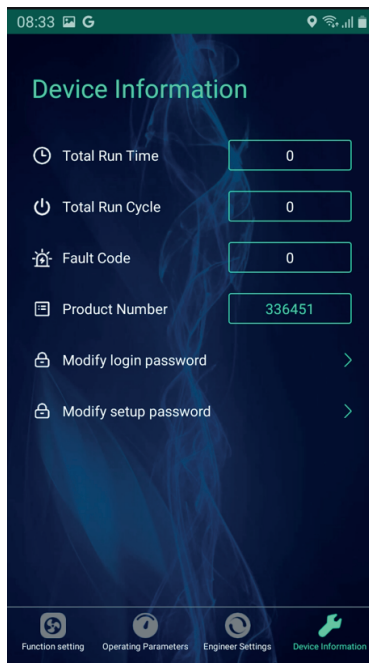 08:33 G
Device Information
Total Run Time 0
Total Run Cycle 0
Fault Code 0
Product Number 336451
Modify login password
Modify setup password
Function setting Operating Parameters Engineer Settings Device Information